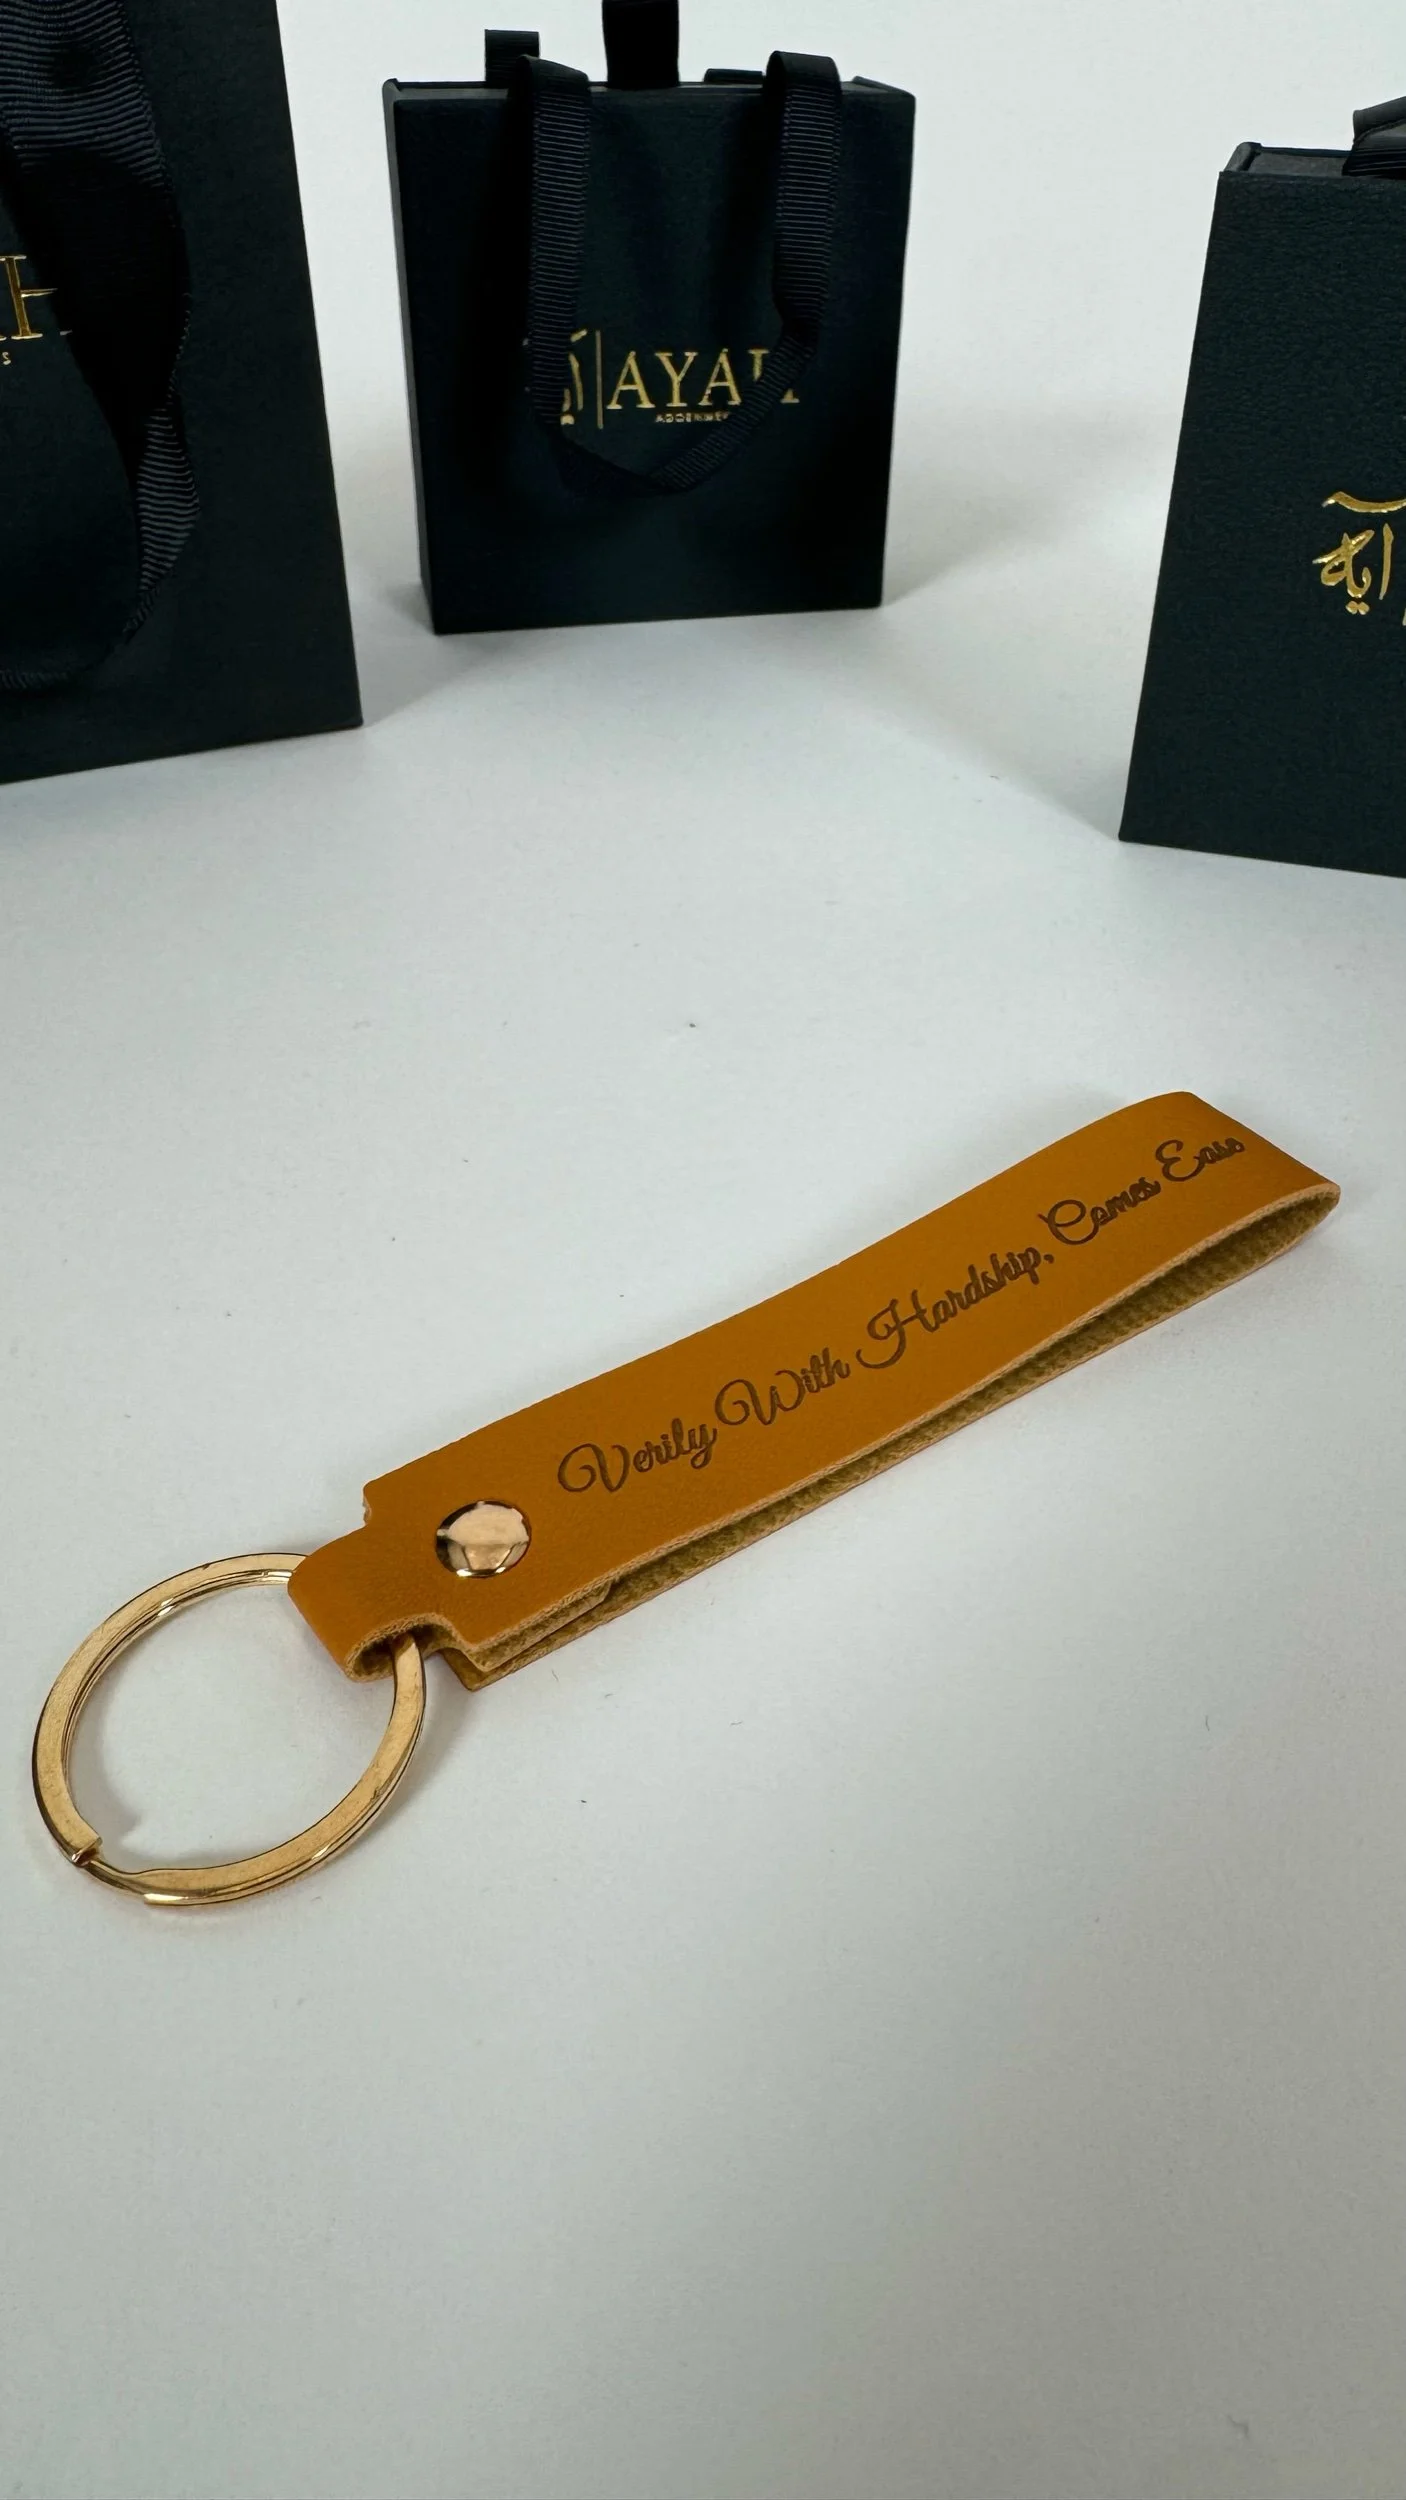 AYAH
آية
Verily With Hardship, Comes Ease